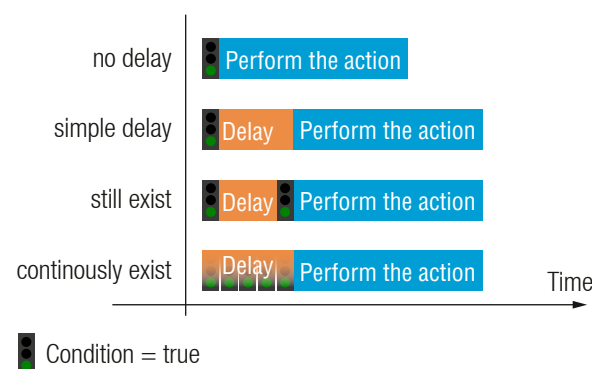 no delay
Perform the action
simple delay
Delay
Perform the action
still exist
Delay
Perform the action
continously exist
Delay
Perform the action
Time
Condition = true